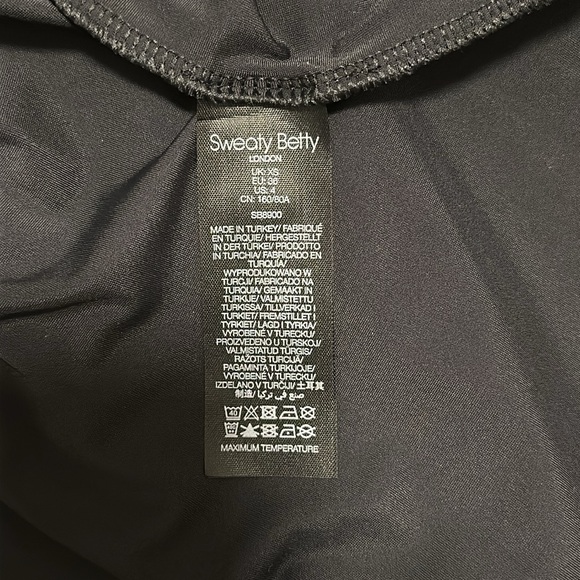 Sweaty Betty
LONDON
UK: XS
EU: 36
US: 4
CN: 160/80A
SB8900
MADE IN TURKEY/ FABRIQUÉ
EN TURQUIE/ HERGESTELLT
IN DER TÜRKEI/ PRODOTTO
IN TURCHIA/ FABRICADO EN
TURQUÍA/
WYPRODUKOWANO W
TURCJI/ FABRICADO NA
TURQUIA/ GEMAAKT IN
TURKIJE/ VALMISTETTU
TURKISSA/ TILLVERKAD I
TURKIET/ FREMSTILLET I
TYRKIET/ LAGD I TYRKIA/
VYROBENÉ V TURECKU/
PROIZVEDENO U TURSKOJ/
VALMISTATUD TÜRGIS/
RAŽOTS TURCIJĀ/
PAGAMINTA TURKIJOJE/
VYROBENÉ V TURECKU/
IZDELANO V TURČIJI/ 土耳其
制造/ صنع في تركيا
40
40
MAXIMUM TEMPERATURE